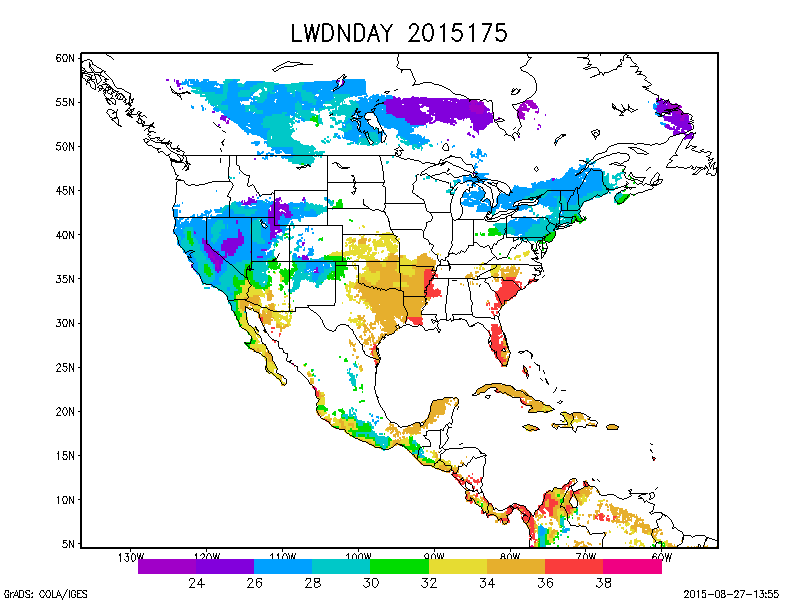 LWDNDAY 2015175
60N
55N
50N
45N
40N
35N
30N
25N
20N
15N
10N
5N
130W 120W 110W 100W 90W 80W 70W 60W
24 26 28 30 32 34 36 38
GrADS: COLA/IGES 2015-08-27-13:55